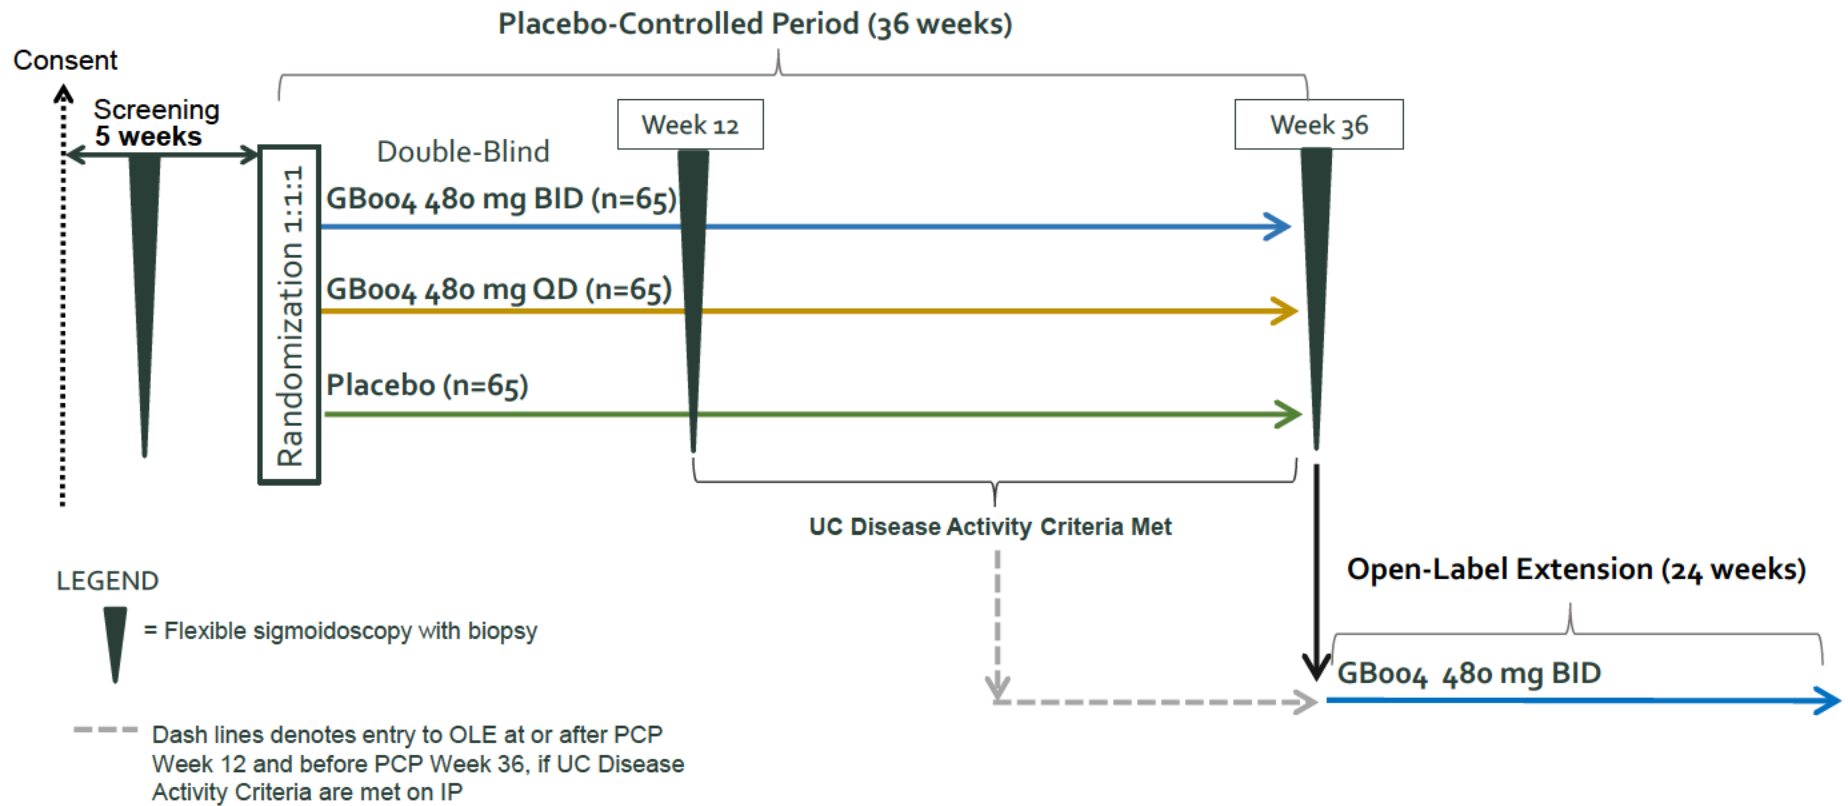 Placebo-Controlled Period (36 weeks)
Consent
Screening
5 weeks
Week 12
Week 36
Double-Blind
Randomization 1:1:1
GB004 480 mg BID (n=65)
GB004 480 mg QD (n=65)
Placebo (n=65)
UC Disease Activity Criteria Met
Open-Label Extension (24 weeks)
GB004 480 mg BID
LEGEND
= Flexible sigmoidoscopy with biopsy
Dash lines denotes entry to OLE at or after PCP
Week 12 and before PCP Week 36, if UC Disease
Activity Criteria are met on IP